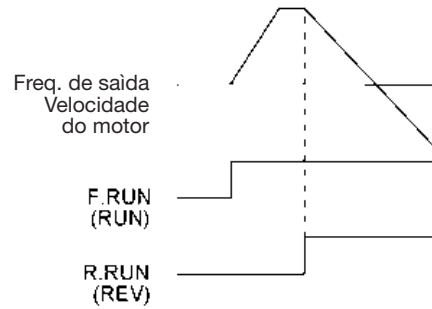 Freq. de saìda
Velocidade
do motor
F.RUN
(RUN)
R.RUN
(REV)